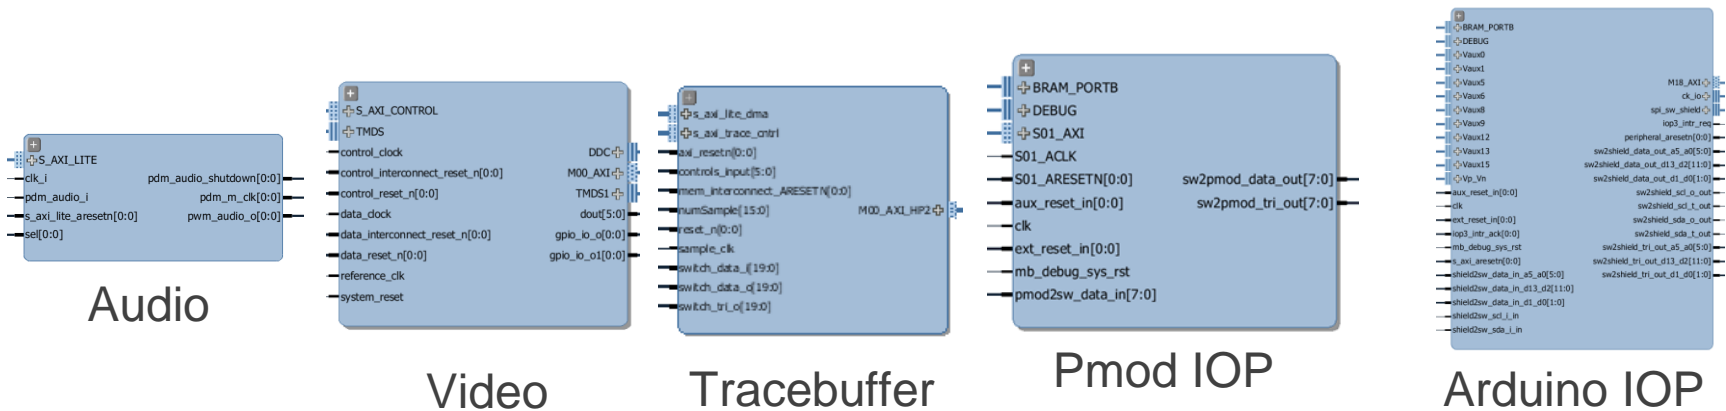 S_AXI_LITE
clk_i
pdm_audio_i
s_axi_lite_aresetn[0:0]
sel[0:0]
pdm_audio_shutdown[0:0]
pdm_m_clk[0:0]
pwm_audio_o[0:0]
Audio
S_AXI_CONTROL
TMDS
control_clock
control_interconnect_reset_n[0:0]
control_reset_n[0:0]
data_clock
data_interconnect_reset_n[0:0]
data_reset_n[0:0]
reference_clk
system_reset
DDC
M00_AXI
TMDS1
dout[5:0]
gpio_io_o[0:0]
gpio_io_o1[0:0]
Video
s_axi_lite_dma
s_axi_trace_cntrl
axi_resetn[0:0]
controls_input[5:0]
mem_interconnect_ARESETN[0:0]
numSample[15:0]
reset_n[0:0]
sample_clk
switch_data_i[19:0]
switch_data_o[19:0]
switch_tri_o[19:0]
M00_AXI_HP2
Tracebuffer
BRAM_PORTB
DEBUG
S01_AXI
S01_ACLK
S01_ARESETN[0:0]
aux_reset_in[0:0]
clk
ext_reset_in[0:0]
mb_debug_sys_rst
pmod2sw_data_in[7:0]
sw2pmod_data_out[7:0]
sw2pmod_tri_out[7:0]
Pmod IOP
BRAM_PORTB
DEBUG
Vaux0
Vaux1
Vaux5
Vaux6
Vaux8
Vaux9
Vaux12
Vaux13
Vaux15
Vp_Vn
aux_reset_in[0:0]
clk
ext_reset_in[0:0]
iop3_intr_ack[0:0]
mb_debug_sys_rst
s_axi_aresetn[0:0]
shield2sw_data_in_a5_a0[5:0]
shield2sw_data_in_d13_d2[11:0]
shield2sw_data_in_d1_d0[1:0]
shield2sw_scl_i_in
shield2sw_sda_i_in
M18_AXI
ck_io
spi_sw_shield
iop3_intr_req
peripheral_aresetn[0:0]
sw2shield_data_out_a5_a0[5:0]
sw2shield_data_out_d13_d2[11:0]
sw2shield_data_out_d1_d0[1:0]
sw2shield_scl_o_out
sw2shield_scl_t_out
sw2shield_sda_o_out
sw2shield_sda_t_out
sw2shield_tri_out_a5_a0[5:0]
sw2shield_tri_out_d13_d2[11:0]
sw2shield_tri_out_d1_d0[1:0]
Arduino IOP